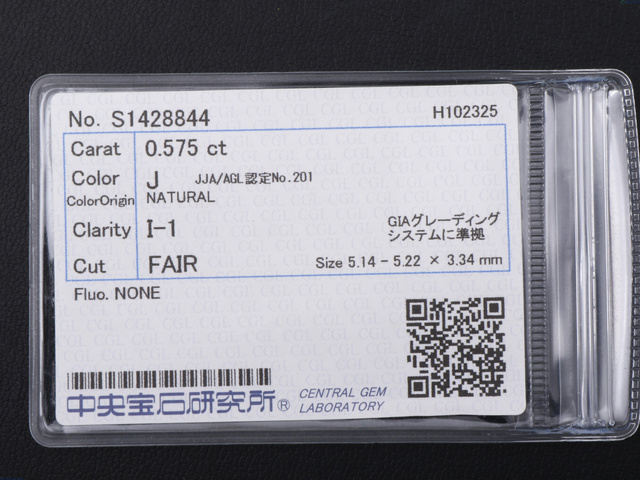 No. S1428844 H102325
Carat 0.575 ct
Color J JJA/AGL認定No.201
ColorOrigin NATURAL
Clarity I-1 GIAグレーディング
システムに準拠
Cut FAIR Size 5.14 - 5.22 × 3.34 mm
Fluo. NONE
中央宝石研究所® CENTRAL GEM
LABORATORY